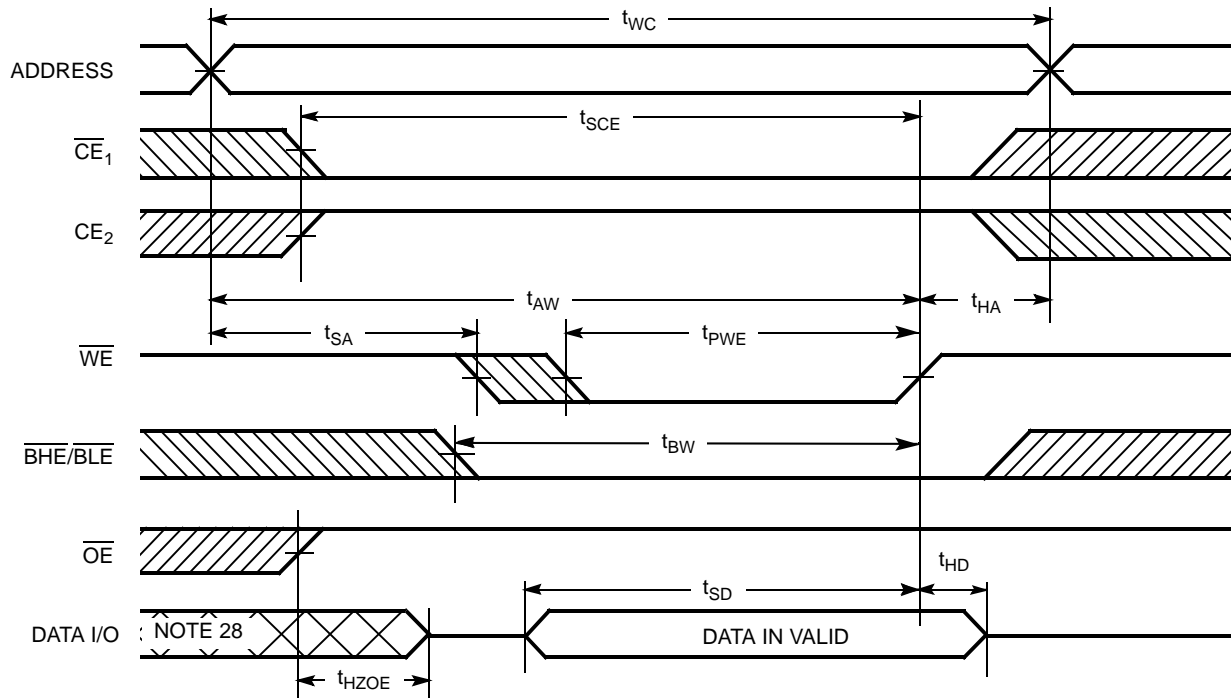 tWC
ADDRESS
tSCE
CE1
CE2
tAW
tHA
tSA
tPWE
WE
tBW
BHE/BLE
OE
tHD
tSD
DATA I/O
NOTE 28
DATA IN VALID
tHZOE